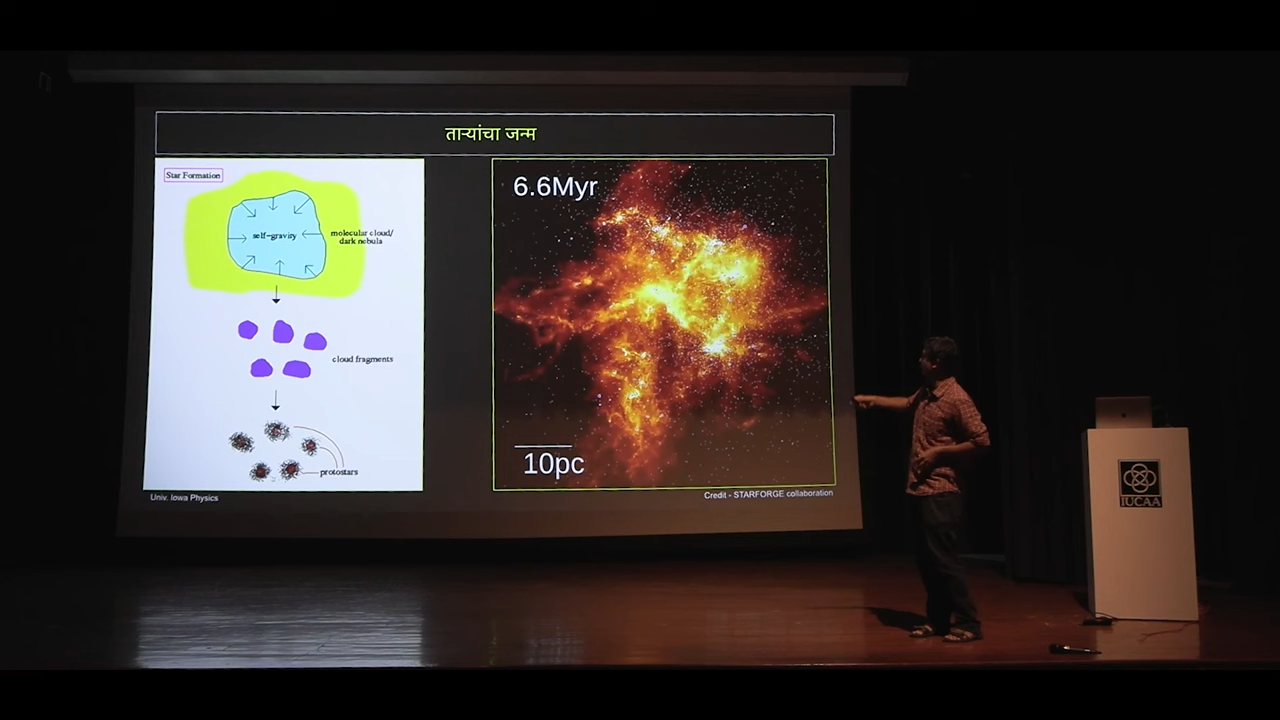 ताऱ्यांचा जन्म
Star Formation
self-gravity
molecular cloud/
dark nebula
cloud fragments
protostars
Univ. Iowa Physics
6.6Myr
10pc
Credit - STARFORGE collaboration
IUCAA